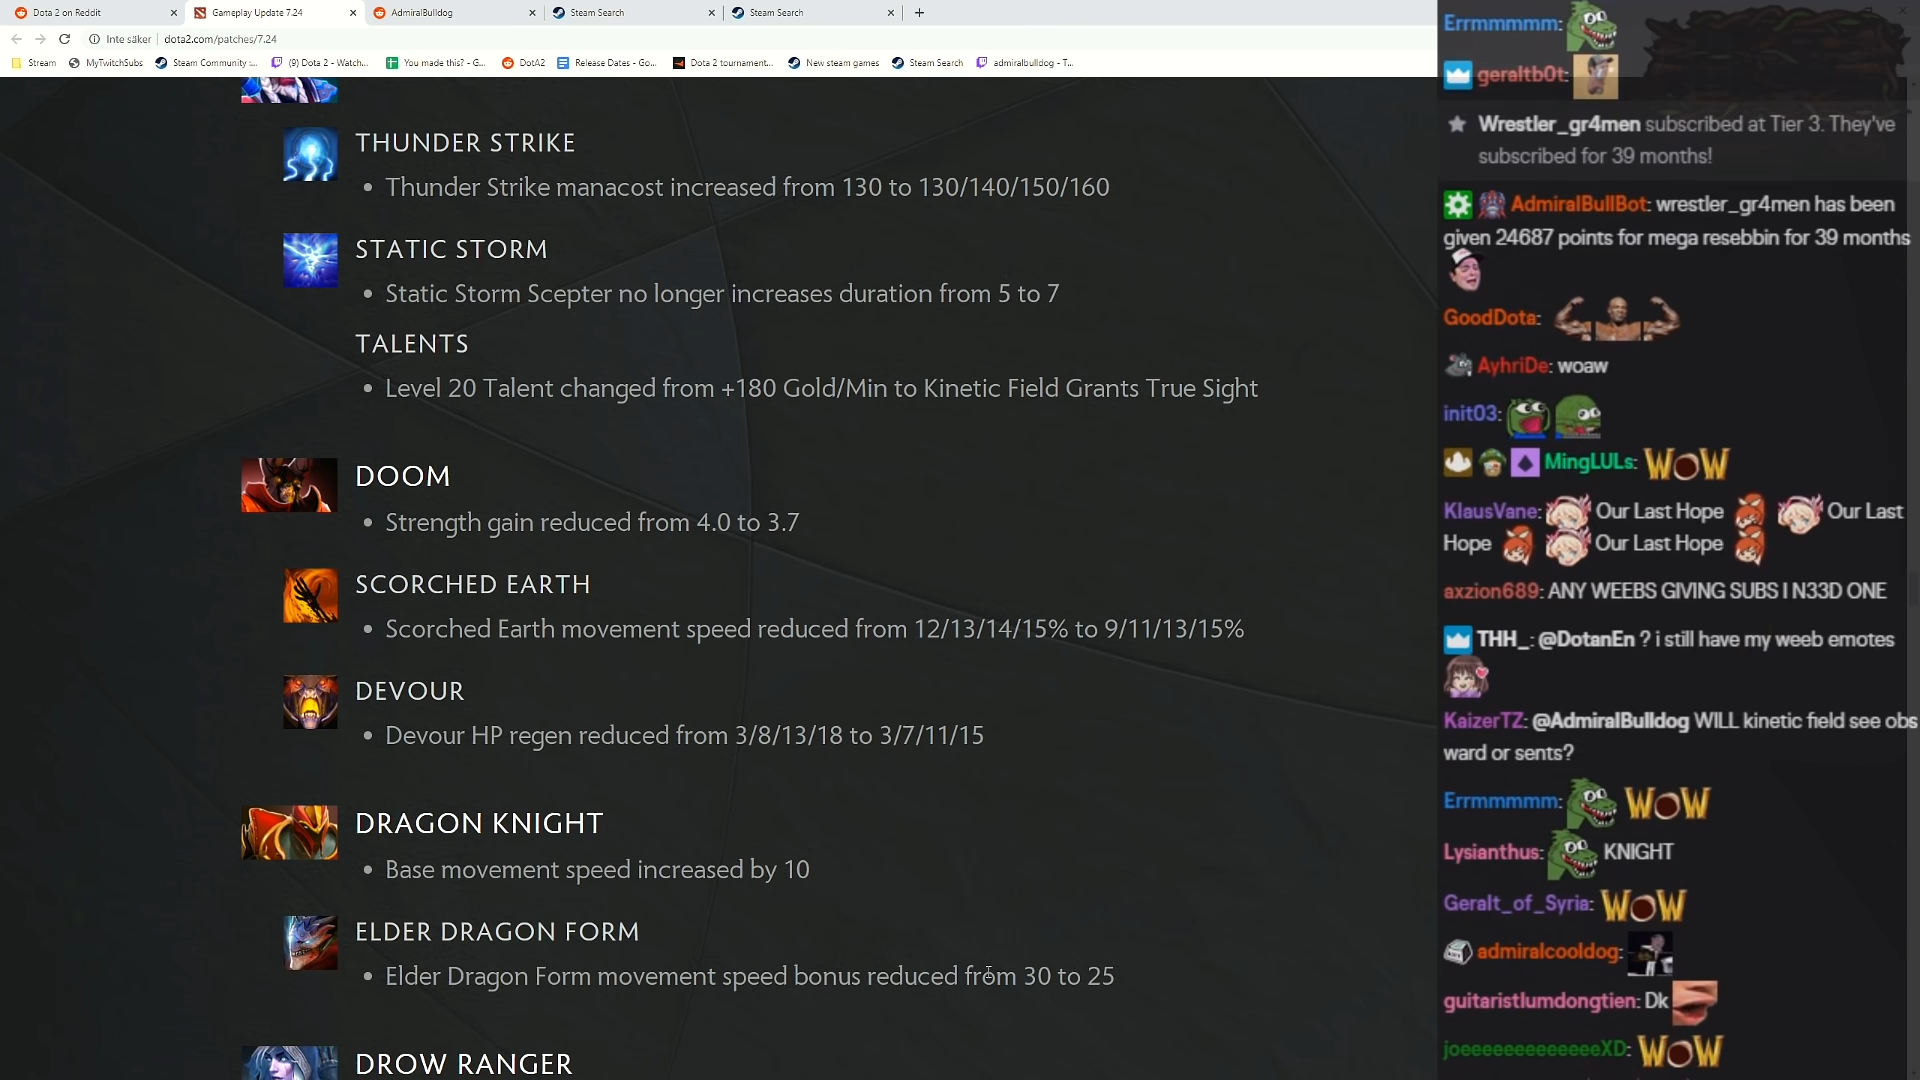 Dota 2 on Reddit
Gameplay Update 7.24
AdmiralBulldog
Steam Search
Steam Search
Inte säker
dota2.com/patches/7.24
Stream
MyTwitchSubs
Steam Community :...
(9) Dota 2 - Watch...
You made this? - G...
DotA2
Release Dates - Go...
Dota 2 tournament...
New steam games
Steam Search
admiralbulldog - T...
THUNDER STRIKE
Thunder Strike manacost increased from 130 to 130/140/150/160
STATIC STORM
Static Storm Scepter no longer increases duration from 5 to 7
TALENTS
Level 20 Talent changed from +180 Gold/Min to Kinetic Field Grants True Sight
DOOM
Strength gain reduced from 4.0 to 3.7
SCORCHED EARTH
Scorched Earth movement speed reduced from 12/13/14/15% to 9/11/13/15%
DEVOUR
Devour HP regen reduced from 3/8/13/18 to 3/7/11/15
DRAGON KNIGHT
Base movement speed increased by 10
ELDER DRAGON FORM
Elder Dragon Form movement speed bonus reduced from 30 to 25
DROW RANGER
Errmmmmm:
geraltb0t:
Wrestler_gr4men subscribed at Tier 3. They've
subscribed for 39 months!
AdmiralBullBot: wrestler_gr4men has been
given 24687 points for mega resebbin for 39 months
GoodDota:
AyhriDe: woaw
init03:
MingLULs: WOW
KlausVane: Our Last Hope Our Last
Hope Our Last Hope
axzion689: ANY WEEBS GIVING SUBS I N33D ONE
THH_: @DotanEn ? i still have my weeb emotes
KaizerTZ: @AdmiralBulldog WILL kinetic field see obs
ward or sents?
Errmmmmm: WOW
Lysianthus: KNIGHT
Geralt_of_Syria: WOW
admiralcooldog:
guitaristlumdongtien: Dk
joeeeeeeeeeeeeeXD: WOW